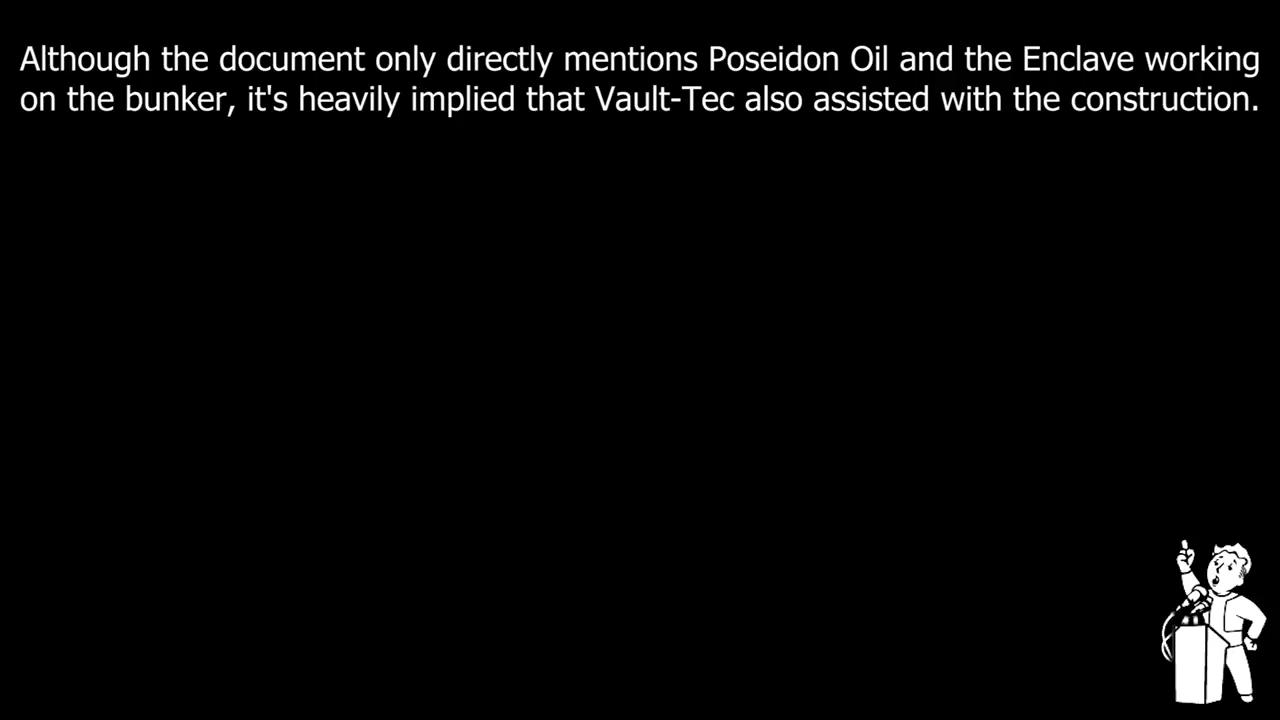 Although the document only directly mentions Poseidon Oil and the Enclave working
on the bunker, it's heavily implied that Vault-Tec also assisted with the construction.